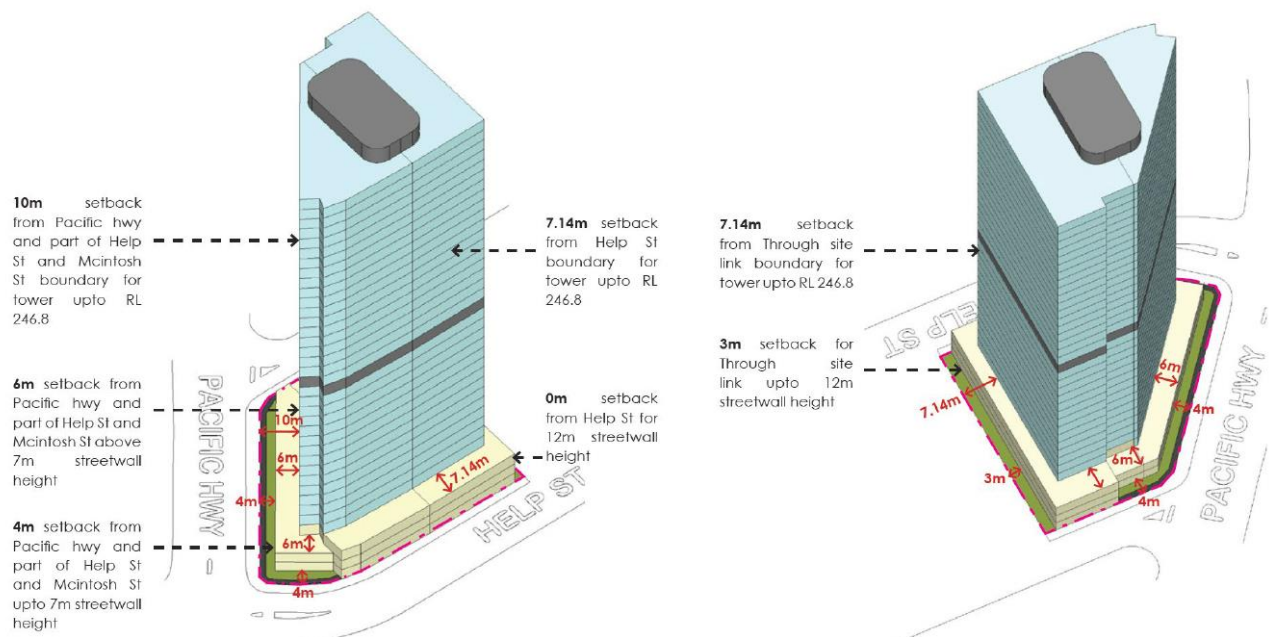 10m setback
from Pacific hwy
and part of Help
St and Mcintosh
St boundary for
tower upto RL
246.8
6m setback from
Pacific hwy and
part of Help St and
Mcintosh St above
7m streetwall
height
4m setback from
Pacific hwy and
part of Help St
and Mcintosh St
upto 7m streetwall
height
PACIFIC HWY
10m
6m
4m
6m
4m
7.14m
HELP ST
7.14m setback
from Help St
boundary for
tower upto RL
246.8
0m setback
from Help St for
12m streetwall
height
7.14m setback
from Through site
link boundary for
tower upto RL 246.8
3m setback for
Through site
link upto 12m
streetwall height
HELP ST
7.14m
3m
6m
4m
6m
4m
PACIFIC HWY